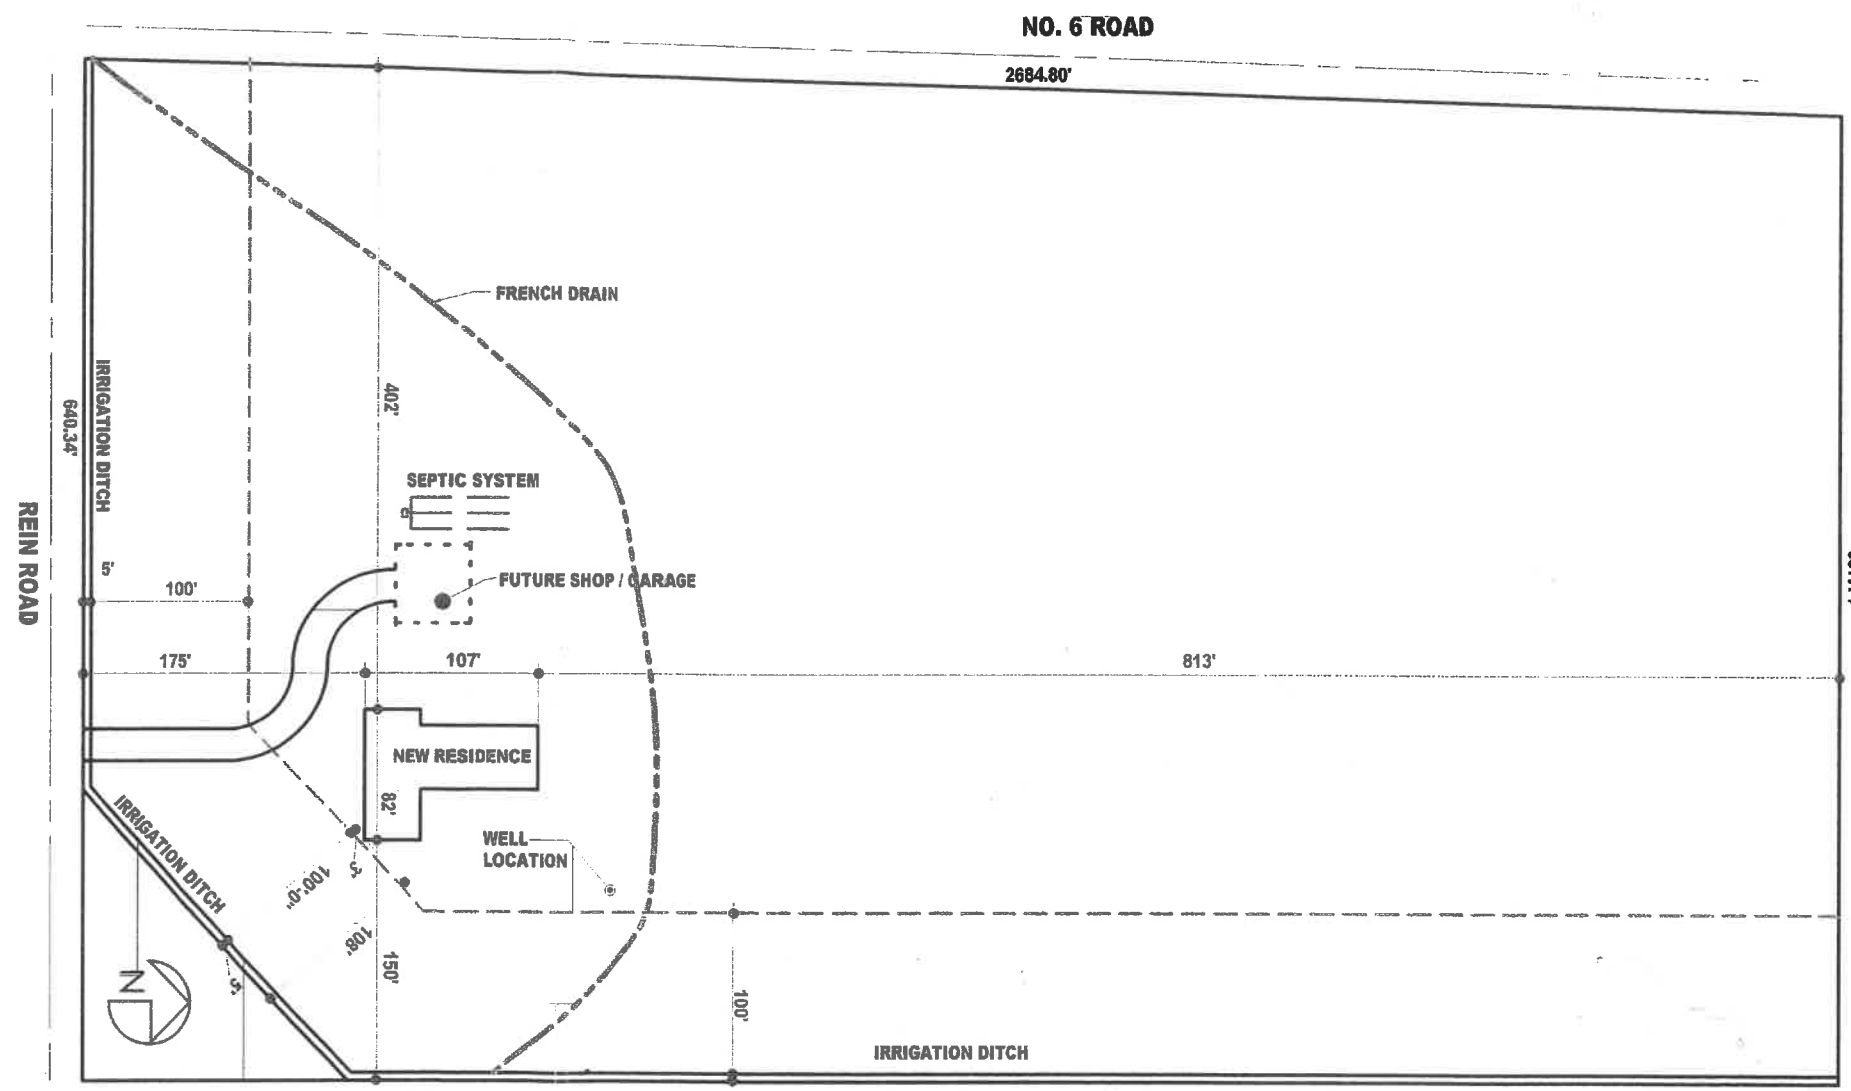 NO. 6 ROAD
2684.80'
FRENCH DRAIN
402'
IRRIGATION DITCH
640.34'
REIN ROAD
SEPTIC SYSTEM
5'
100'
FUTURE SHOP / GARAGE
175'
107'
813'
NEW RESIDENCE
82'
IRRIGATION DITCH
3'
WELL
LOCATION
100'-0"
108'
150'
5'
N
100'
IRRIGATION DITCH